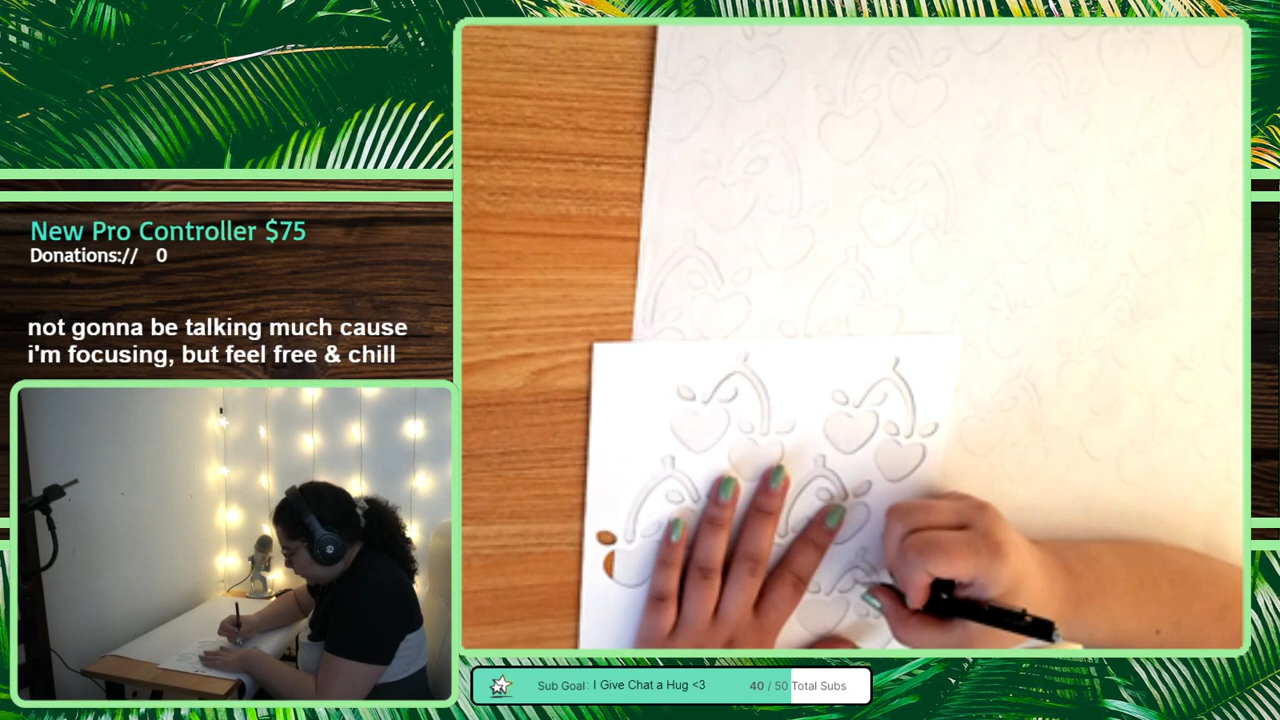 New Pro Controller $75
Donations:// 0
not gonna be talking much cause
i'm focusing, but feel free & chill
Sub Goal: I Give Chat a Hug <3 40 / 50 Total Subs